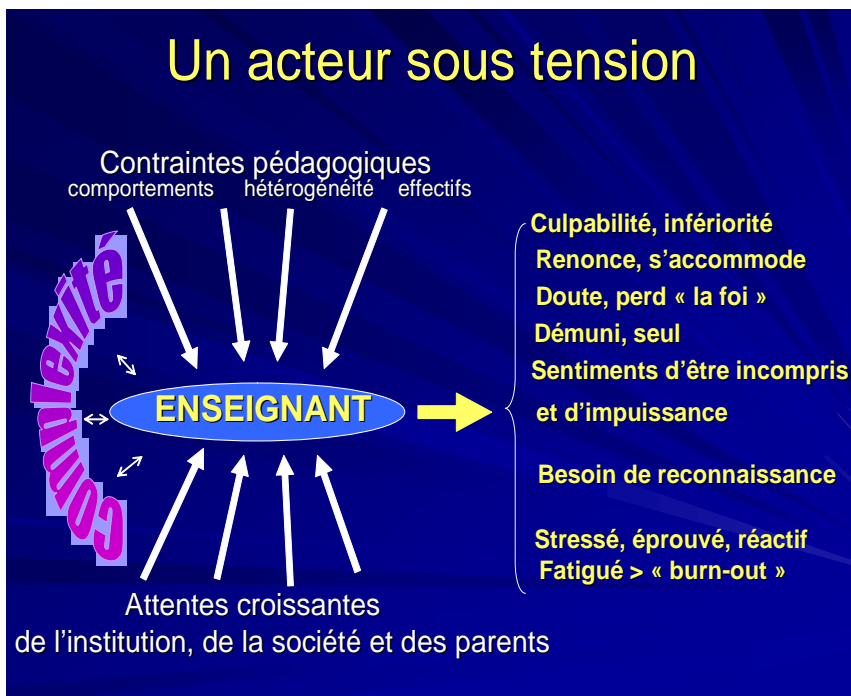 Un acteur sous tension
Contraintes pédagogiques
comportements hétérogénéité effectifs
complexité
ENSEIGNANT
Culpabilité, infériorité
Renonce, s’accommode
Doute, perd « la foi »
Démuni, seul
Sentiments d’être incompris
et d’impuissance
Besoin de reconnaissance
Stressé, éprouvé, réactif
Fatigué > « burn-out »
Attentes croissantes
de l’institution, de la société et des parents